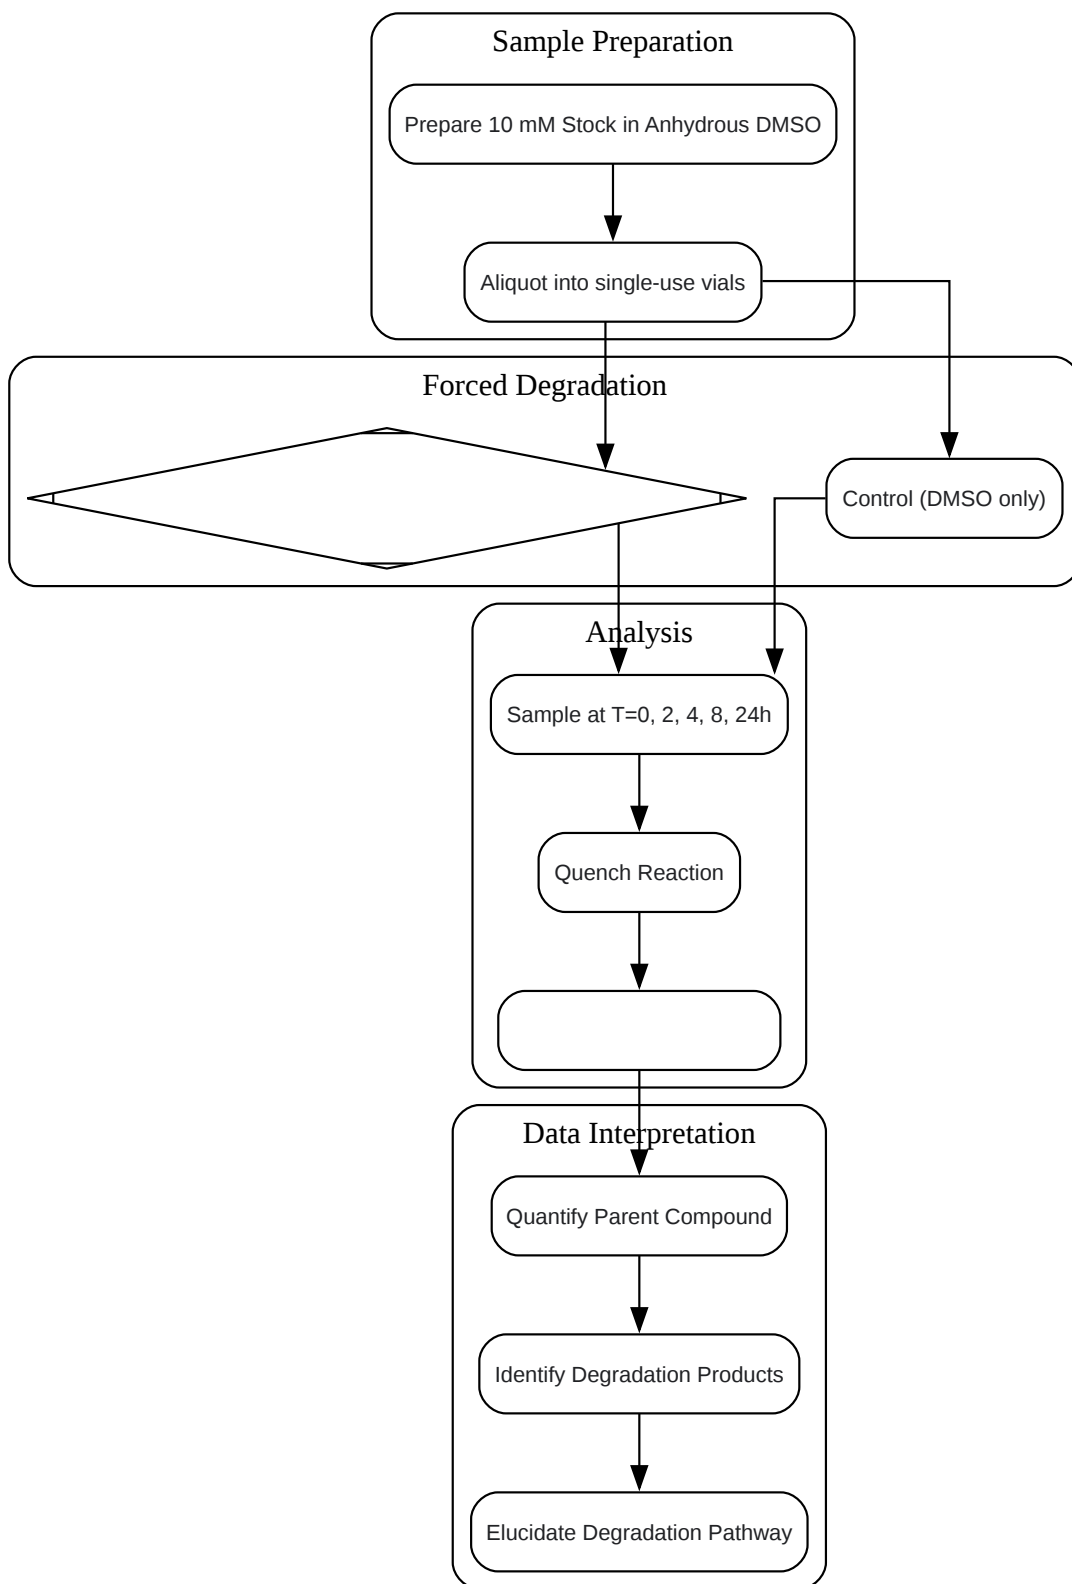 Sample Preparation
Prepare 10 mM Stock in Anhydrous DMSO
Aliquot into single-use vials
Forced Degradation
Control (DMSO only)
Analysis
Sample at T=0, 2, 4, 8, 24h
Quench Reaction
Data Interpretation
Quantify Parent Compound
Identify Degradation Products
Elucidate Degradation Pathway